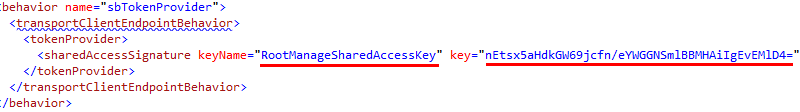 <behavior name="sbTokenProvider">
<transportClientEndpointBehavior>
<tokenProvider>
<sharedAccessSignature keyName="RootManageSharedAccessKey" key="nEtsx5aHdkGW69jcfn/eYWGGNSmlBBMHAiIgEvEMlD4="
</tokenProvider>
</transportClientEndpointBehavior>
</behavior>